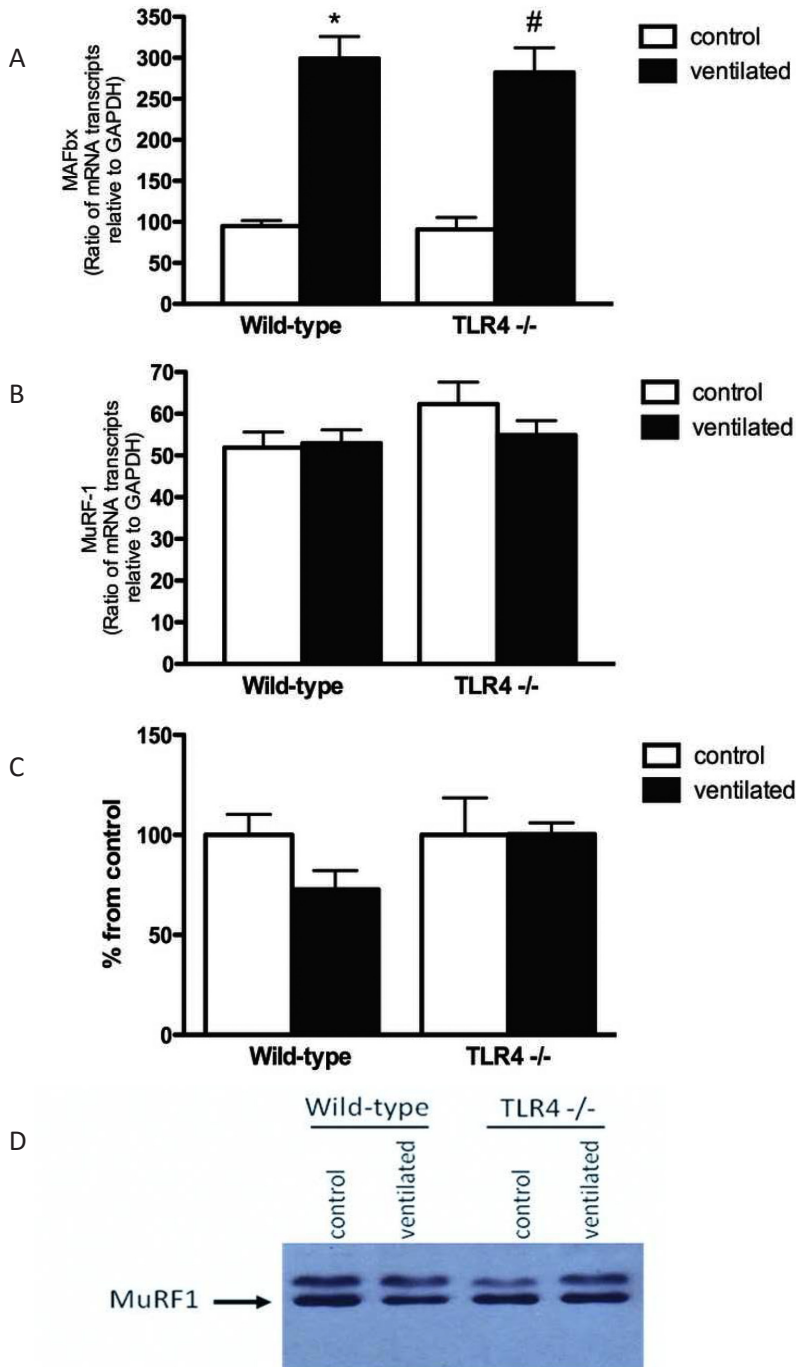 A
MAFbx
(Ratio of mRNA transcripts
relative to GAPDH)
350
300
250
200
150
100
50
0
*
#
control
ventilated
Wild-type
TLR4 -/-
B
MuRF-1
(Ratio of mRNA transcripts
relative to GAPDH)
70
60
50
40
30
20
10
0
control
ventilated
Wild-type
TLR4 -/-
C
% from control
150
100
50
0
control
ventilated
Wild-type
TLR4 -/-
D
Wild-type
TLR4 -/-
control
ventilated
control
ventilated
MuRF1